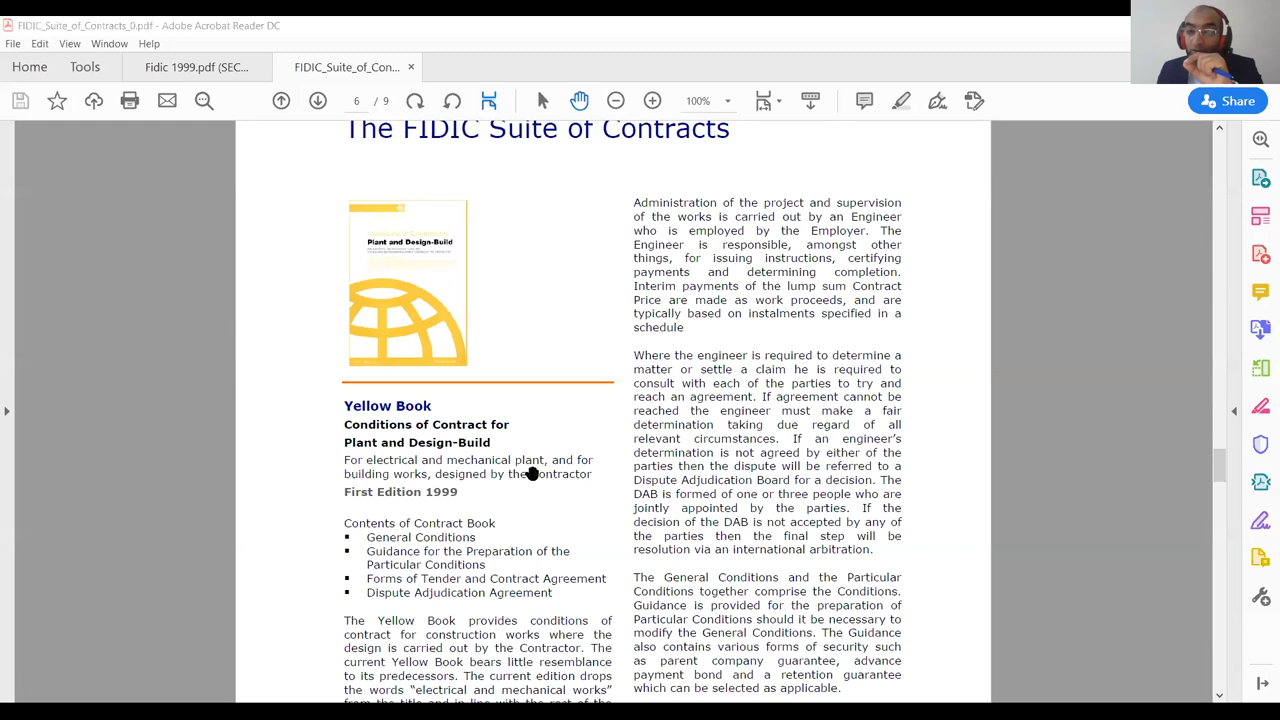 FIDIC_Suite_of_Contracts_0.pdf - Adobe Acrobat Reader DC
File Edit View Window Help
Home Tools Fidic 1999.pdf (SEC... FIDIC_Suite_of_Con... ×
6 / 9 100% Share
The FIDIC Suite of Contracts
Plant and Design-Build
Yellow Book
Conditions of Contract for
Plant and Design-Build
For electrical and mechanical plant, and for
building works, designed by the Contractor
First Edition 1999
Contents of Contract Book
▪ General Conditions
▪ Guidance for the Preparation of the
Particular Conditions
▪ Forms of Tender and Contract Agreement
▪ Dispute Adjudication Agreement
The Yellow Book provides conditions of
contract for construction works where the
design is carried out by the Contractor. The
current Yellow Book bears little resemblance
to its predecessors. The current edition drops
the words “electrical and mechanical works”
from the title and in line with the rest of the
Administration of the project and supervision
of the works is carried out by an Engineer
who is employed by the Employer. The
Engineer is responsible, amongst other
things, for issuing instructions, certifying
payments and determining completion.
Interim payments of the lump sum Contract
Price are made as work proceeds, and are
typically based on instalments specified in a
schedule
Where the engineer is required to determine a
matter or settle a claim he is required to
consult with each of the parties to try and
reach an agreement. If agreement cannot be
reached the engineer must make a fair
determination taking due regard of all
relevant circumstances. If an engineer’s
determination is not agreed by either of the
parties then the dispute will be referred to a
Dispute Adjudication Board for a decision. The
DAB is formed of one or three people who are
jointly appointed by the parties. If the
decision of the DAB is not accepted by any of
the parties then the final step will be
resolution via an international arbitration.
The General Conditions and the Particular
Conditions together comprise the Conditions.
Guidance is provided for the preparation of
Particular Conditions should it be necessary to
modify the General Conditions. The Guidance
also contains various forms of security such
as parent company guarantee, advance
payment bond and a retention guarantee
which can be selected as applicable.